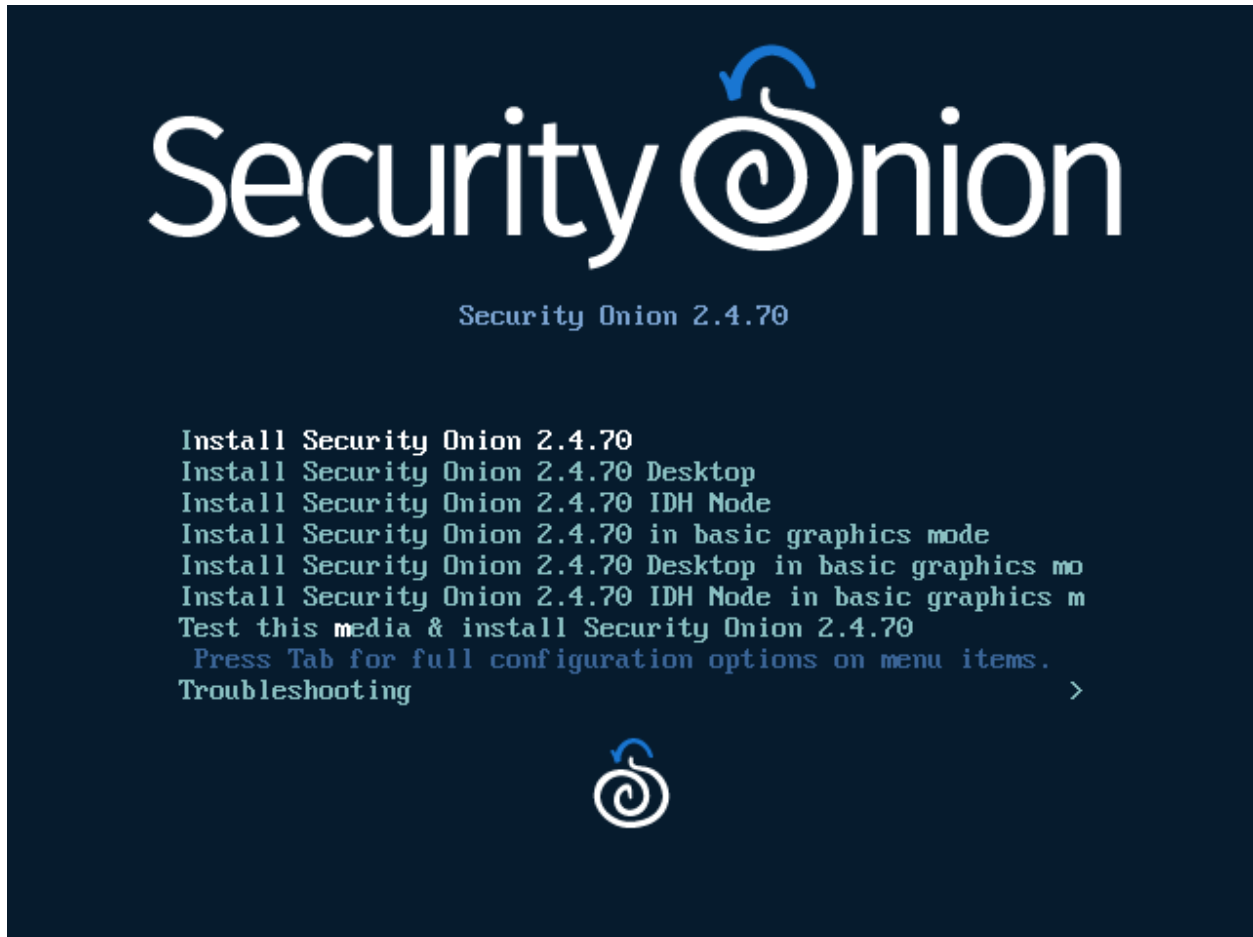 Security Onion
Security Onion 2.4.70
Install Security Onion 2.4.70
Install Security Onion 2.4.70 Desktop
Install Security Onion 2.4.70 IDH Node
Install Security Onion 2.4.70 in basic graphics mode
Install Security Onion 2.4.70 Desktop in basic graphics mo
Install Security Onion 2.4.70 IDH Node in basic graphics m
Test this media & install Security Onion 2.4.70
Press Tab for full configuration options on menu items.
Troubleshooting >